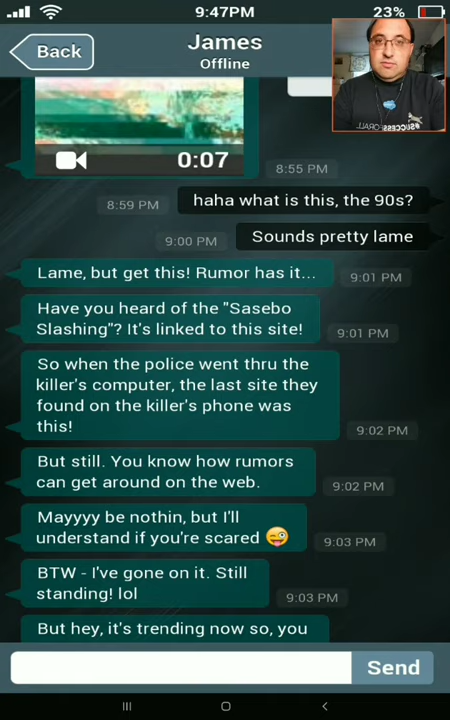 9:47PM
23%
Back
James
Offline
0:07
8:55 PM
haha what is this, the 90s?
8:59 PM
Sounds pretty lame
9:00 PM
Lame, but get this! Rumor has it...
9:01 PM
Have you heard of the "Sasebo
Slashing"? It's linked to this site!
9:01 PM
So when the police went thru the
killer's computer, the last site they
found on the killer's phone was
this!
9:02 PM
But still. You know how rumors
can get around on the web.
9:02 PM
Mayyyy be nothin, but I'll
understand if you're scared 😜
9:03 PM
BTW - I've gone on it. Still
standing! lol
9:03 PM
But hey, it's trending now so, you
Send